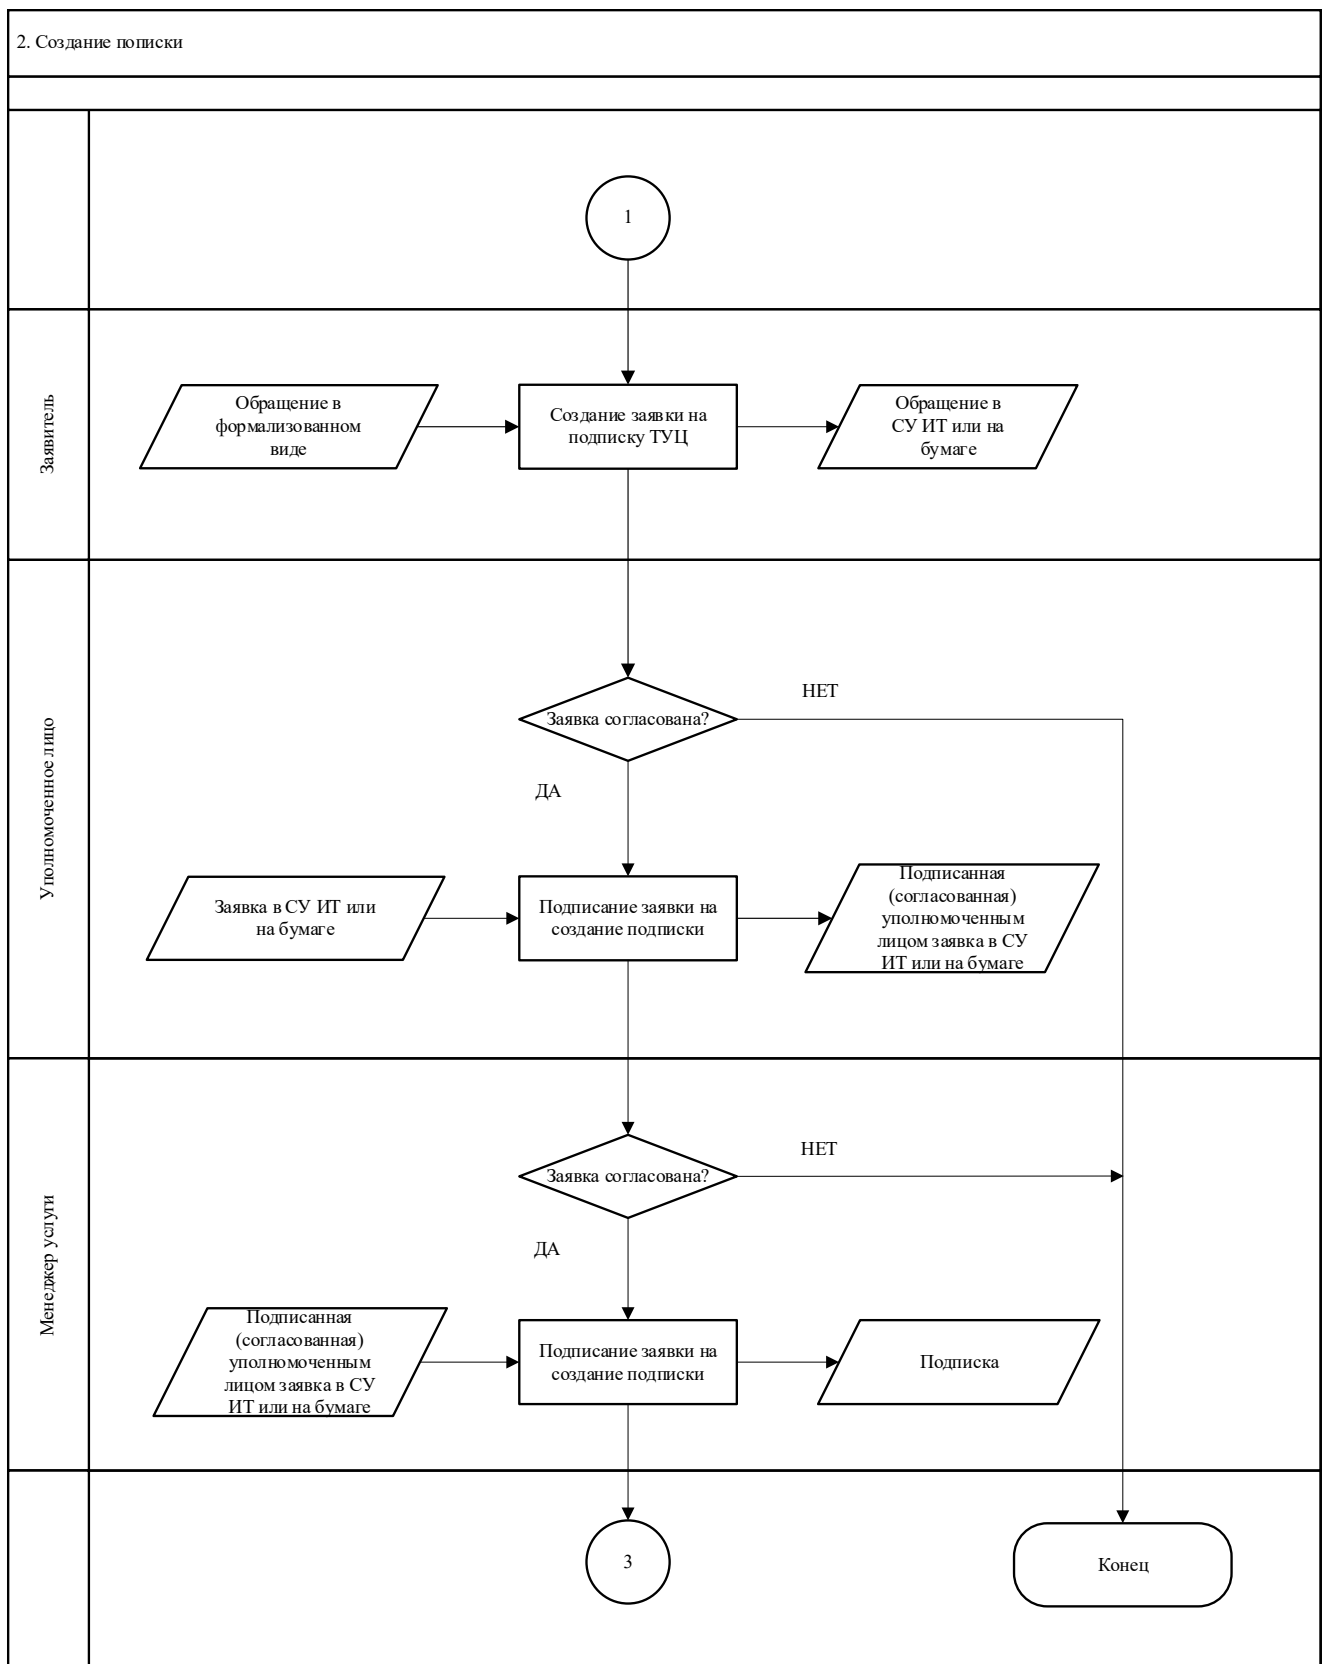 2. Создание пописки
1
Заявитель
Обращение в
формализованном
виде
Создание заявки на
подписку ТУЦ
Обращение в
СУ ИТ или на
бумаге
Уполномоченное лицо
Заявка согласована?
НЕТ
ДА
Заявка в СУ ИТ или
на бумаге
Подписание заявки на
создание подписки
Подписанная
(согласованная)
уполномоченным
лицом заявка в СУ
ИТ или на бумаге
Менеджер услуги
Заявка согласована?
НЕТ
ДА
Подписанная
(согласованная)
уполномоченным
лицом заявка в СУ
ИТ или на бумаге
Подписание заявки на
создание подписки
Подписка
3
Конец